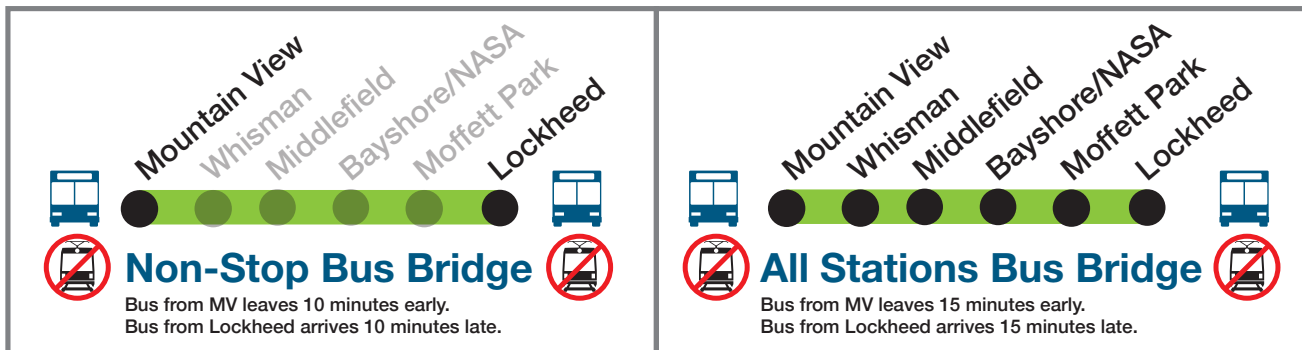 Mountain View
Whisman
Middlefield
Bayshore/NASA
Moffett Park
Lockheed
Non-Stop Bus Bridge
Bus from MV leaves 10 minutes early.
Bus from Lockheed arrives 10 minutes late.
Mountain View
Whisman
Middlefield
Bayshore/NASA
Moffett Park
Lockheed
All Stations Bus Bridge
Bus from MV leaves 15 minutes early.
Bus from Lockheed arrives 15 minutes late.